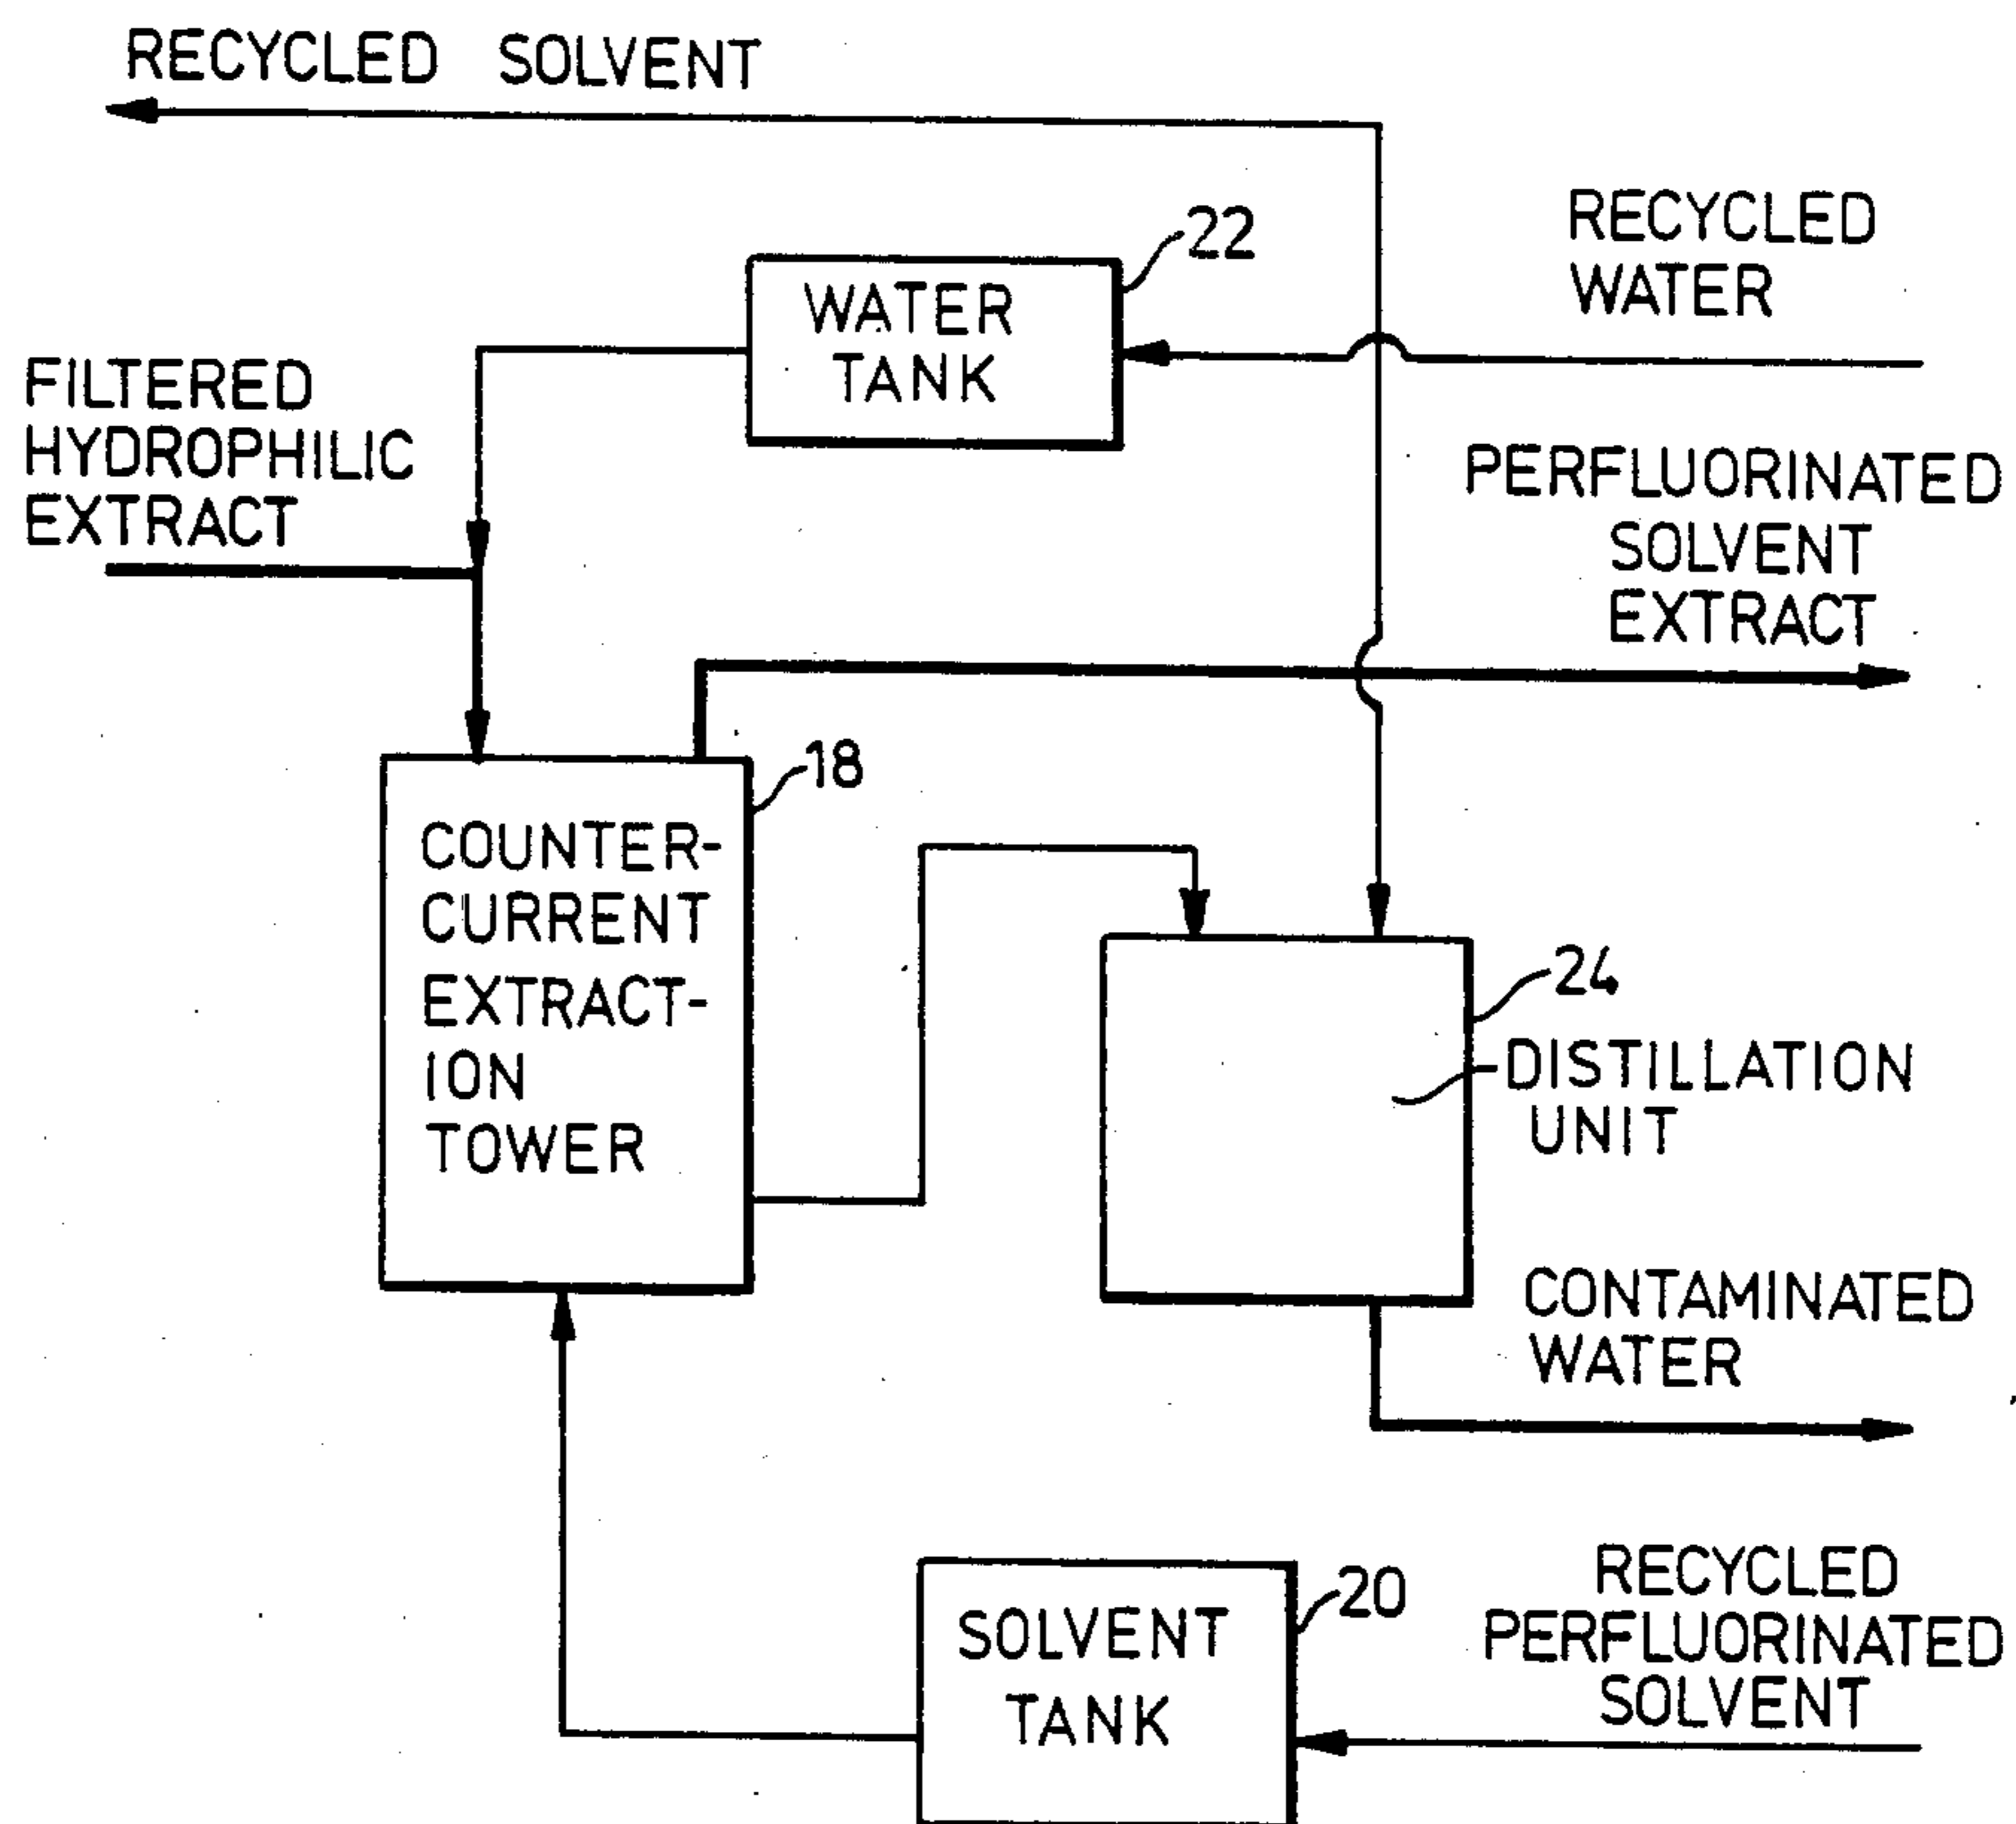 RECYCLED SOLVENT
22
RECYCLED
WATER
WATER
TANK
FILTERED
HYDROPHILIC
EXTRACT
PERFLUORINATED
SOLVENT
EXTRACT
18
COUNTER-
CURRENT
EXTRACT-
ION
TOWER
24
DISTILLATION
UNIT
CONTAMINATED
WATER
20
SOLVENT
TANK
RECYCLED
PERFLUORINATED
SOLVENT